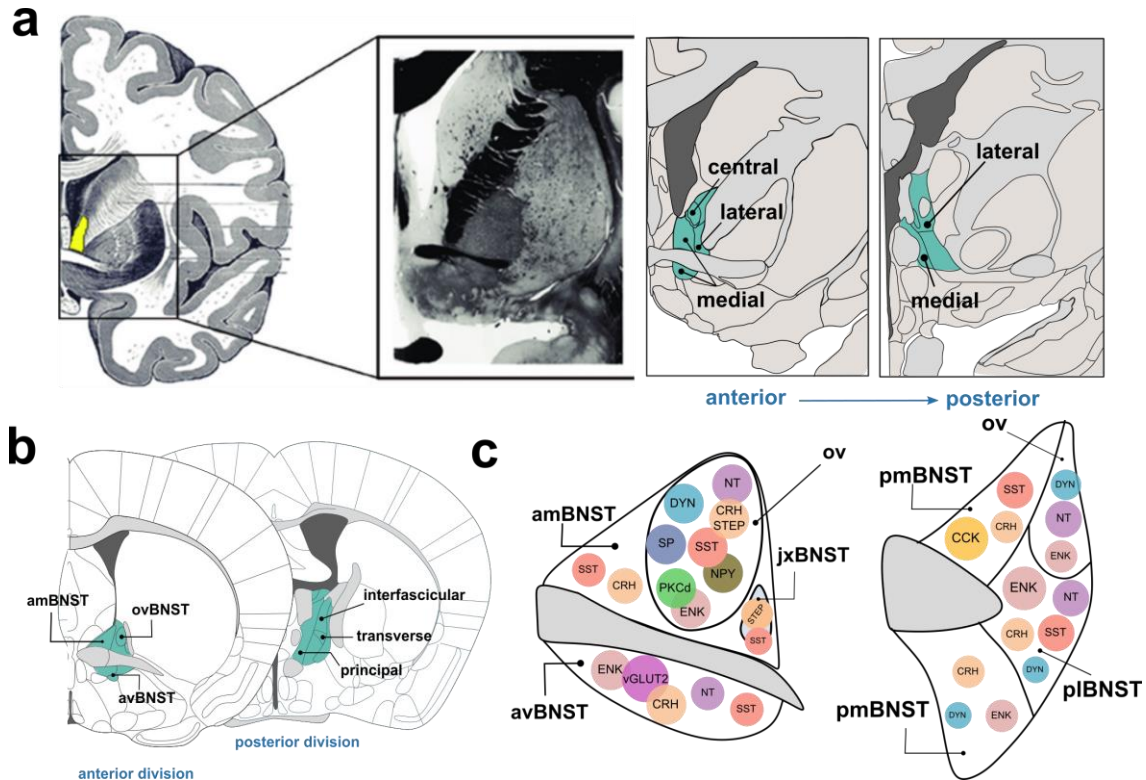 a
central
lateral
medial
lateral
medial
anterior
posterior
b
amBNST
ovBNST
avBNST
anterior division
interfascicular
transverse
principal
posterior division
c
amBNST
ov
jxBNST
avBNST
NT
DYN
CRH
STEP
SP
SST
NPY
PKCd
ENK
SST
CRH
STEP
SST
ENK
vGLUT2
CRH
NT
SST
ov
pmBNST
SST
DYN
CRH
NT
CCK
ENK
ENK
NT
CRH
SST
DYN
plBNST
CRH
DYN
ENK
pmBNST